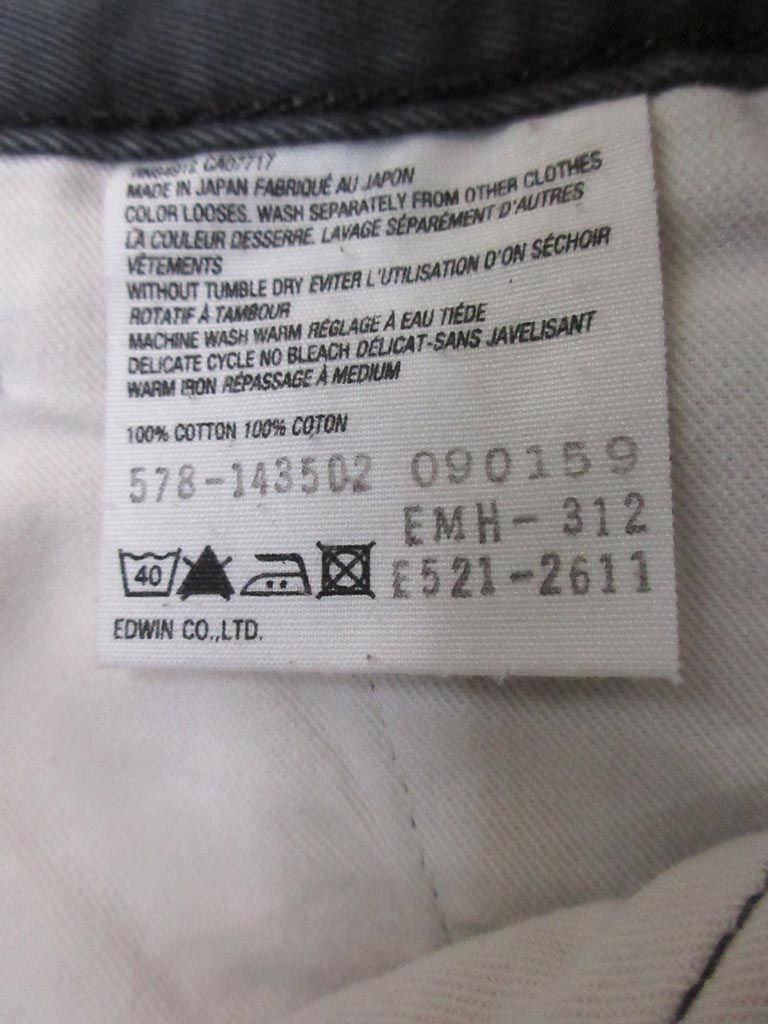 CA07717
MADE IN JAPAN FABRIQUÉ AU JAPON
COLOR LOOSES. WASH SEPARATELY FROM OTHER CLOTHES
LA COULEUR DESSERRE. LAVAGE SÉPARÉMENT D'AUTRES
VÊTEMENTS
WITHOUT TUMBLE DRY EVITER L'UTILISATION D'ON SÉCHOIR
ROTATIF À TAMBOUR
MACHINE WASH WARM RÉGLAGE À EAU TIÉDE
DELICATE CYCLE NO BLEACH DÉLICAT-SANS JAVELISANT
WARM IRON RÉPASSAGE À MEDIUM
100% COTTON 100% COTON
578-143502 090159
EMH-312
40 E521-2611
EDWIN CO.,LTD.